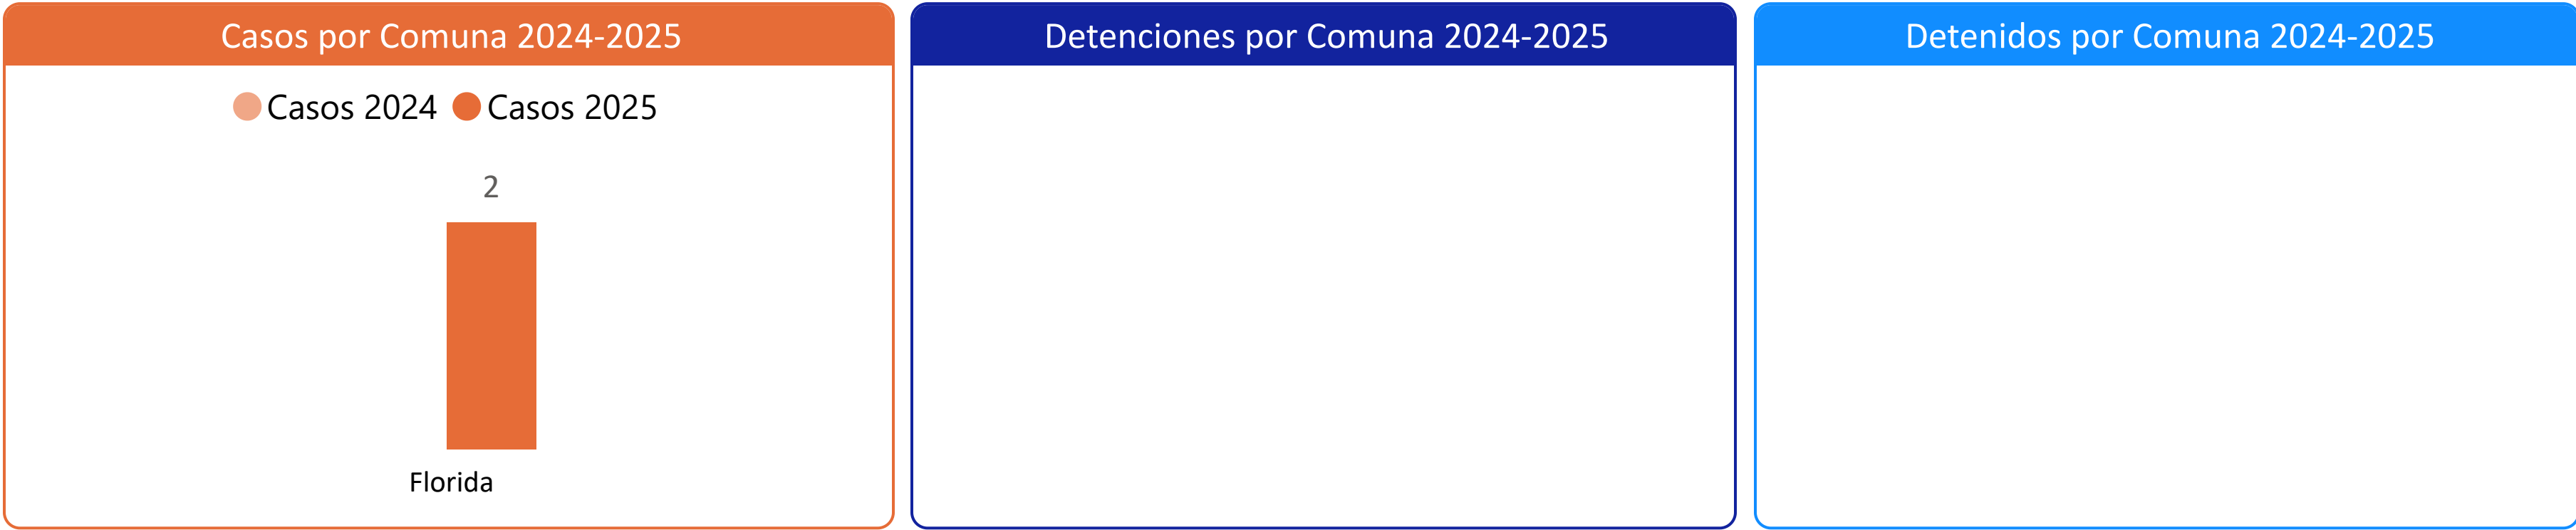 Casos por Comuna 2024-2025
Casos 2024 Casos 2025
2
Florida
Detenciones por Comuna 2024-2025
Detenidos por Comuna 2024-2025